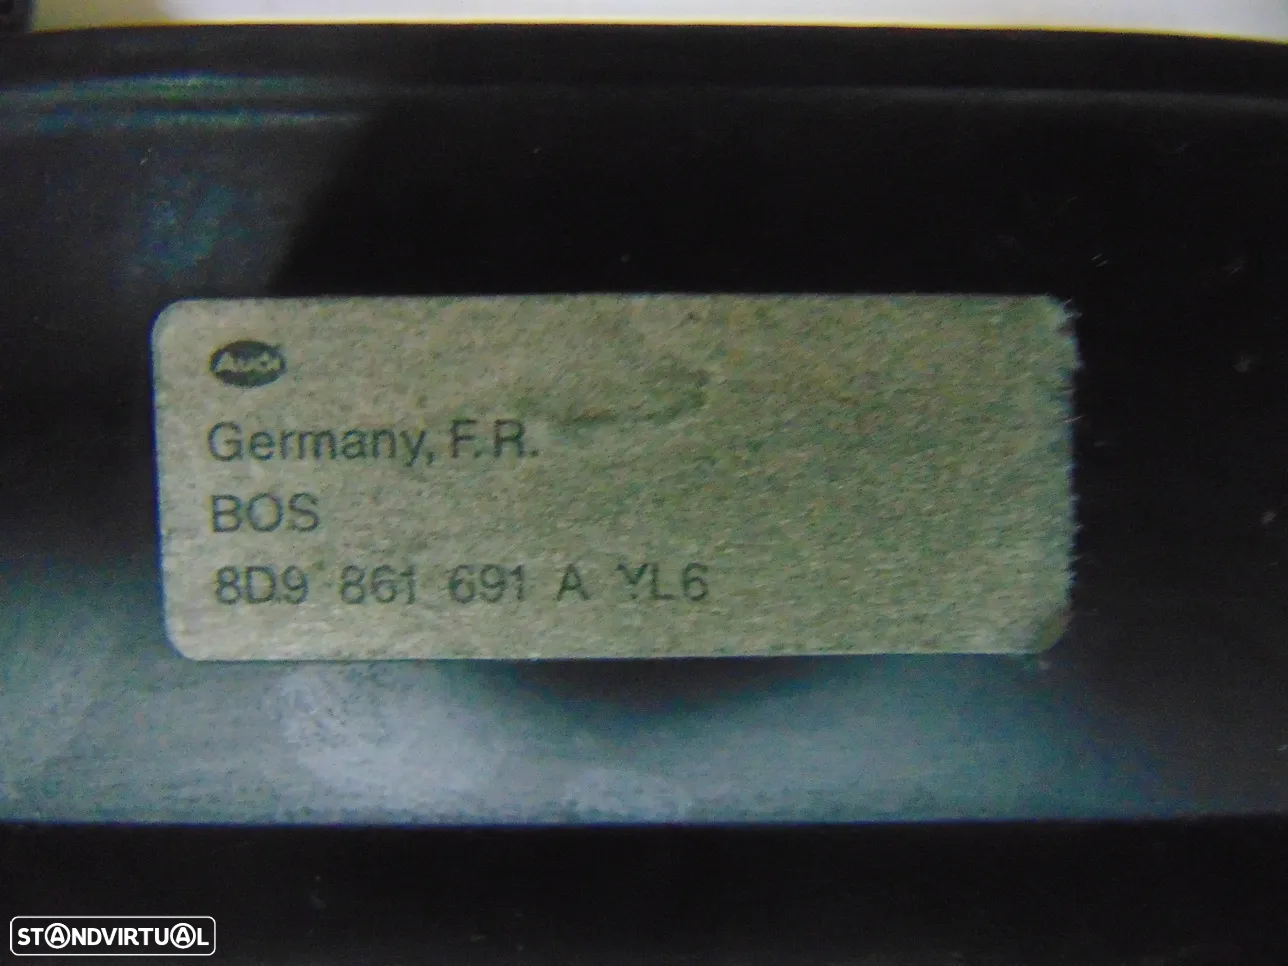 Audi
Germany, F.R.
BOS
8D9 861 691 A YL6
STANDVIRTUAL